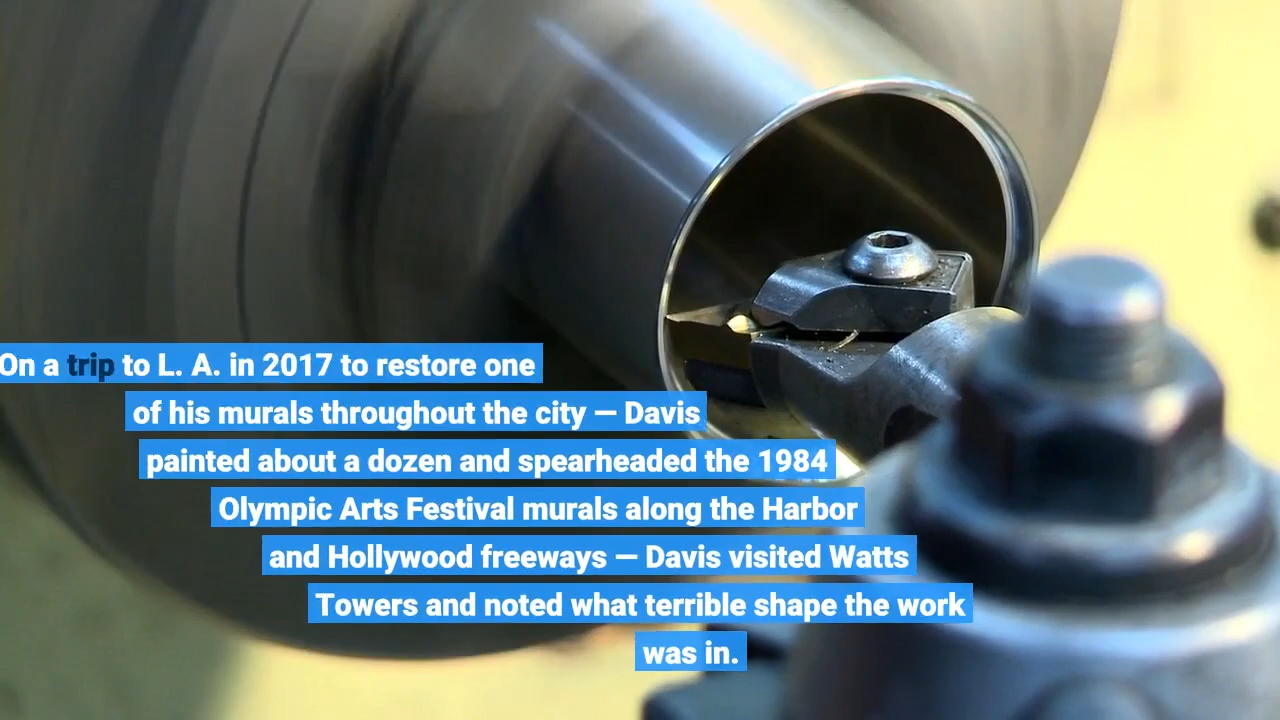 On a trip to L. A. in 2017 to restore one
of his murals throughout the city — Davis
painted about a dozen and spearheaded the 1984
Olympic Arts Festival murals along the Harbor
and Hollywood freeways — Davis visited Watts
Towers and noted what terrible shape the work
was in.